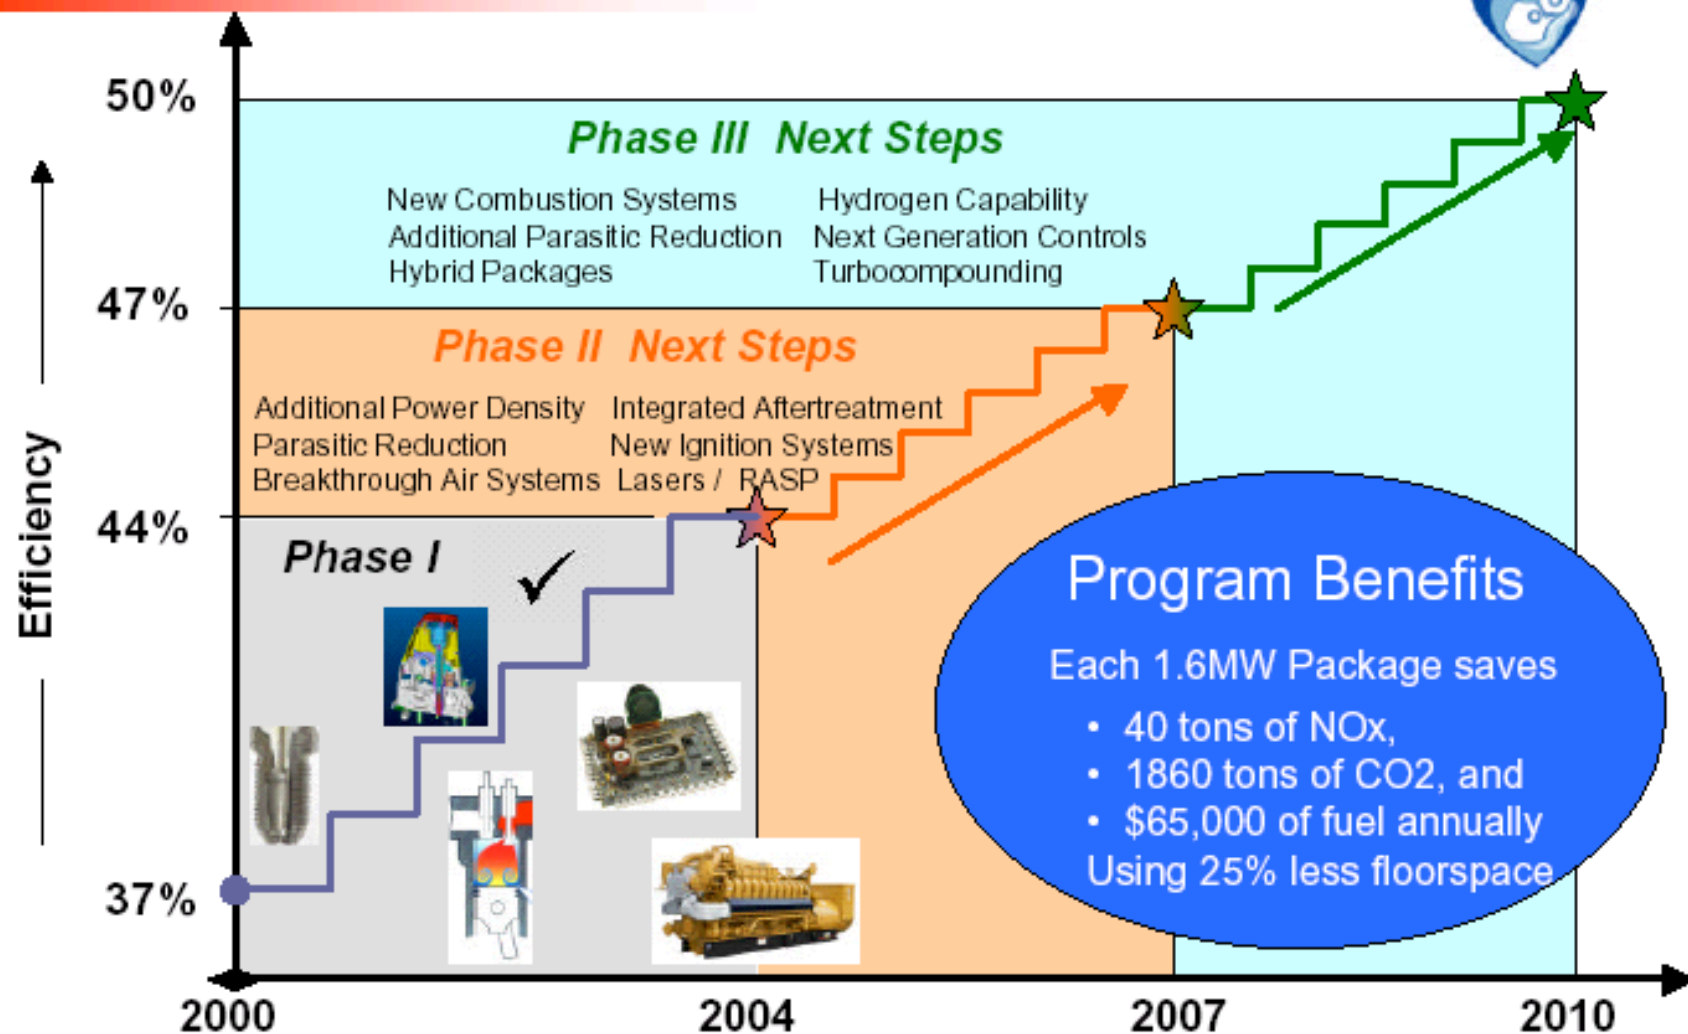 50%
Phase III Next Steps
New Combustion Systems Hydrogen Capability
Additional Parasitic Reduction Next Generation Controls
Hybrid Packages Turbocompounding
47%
Phase II Next Steps
Additional Power Density Integrated Aftertreatment
Parasitic Reduction New Ignition Systems
Breakthrough Air Systems Lasers / RASP
44%
Phase I
Efficiency
Program Benefits
Each 1.6MW Package saves
• 40 tons of NOx,
• 1860 tons of CO2, and
• $65,000 of fuel annually
Using 25% less floorspace
37%
2000 2004 2007 2010